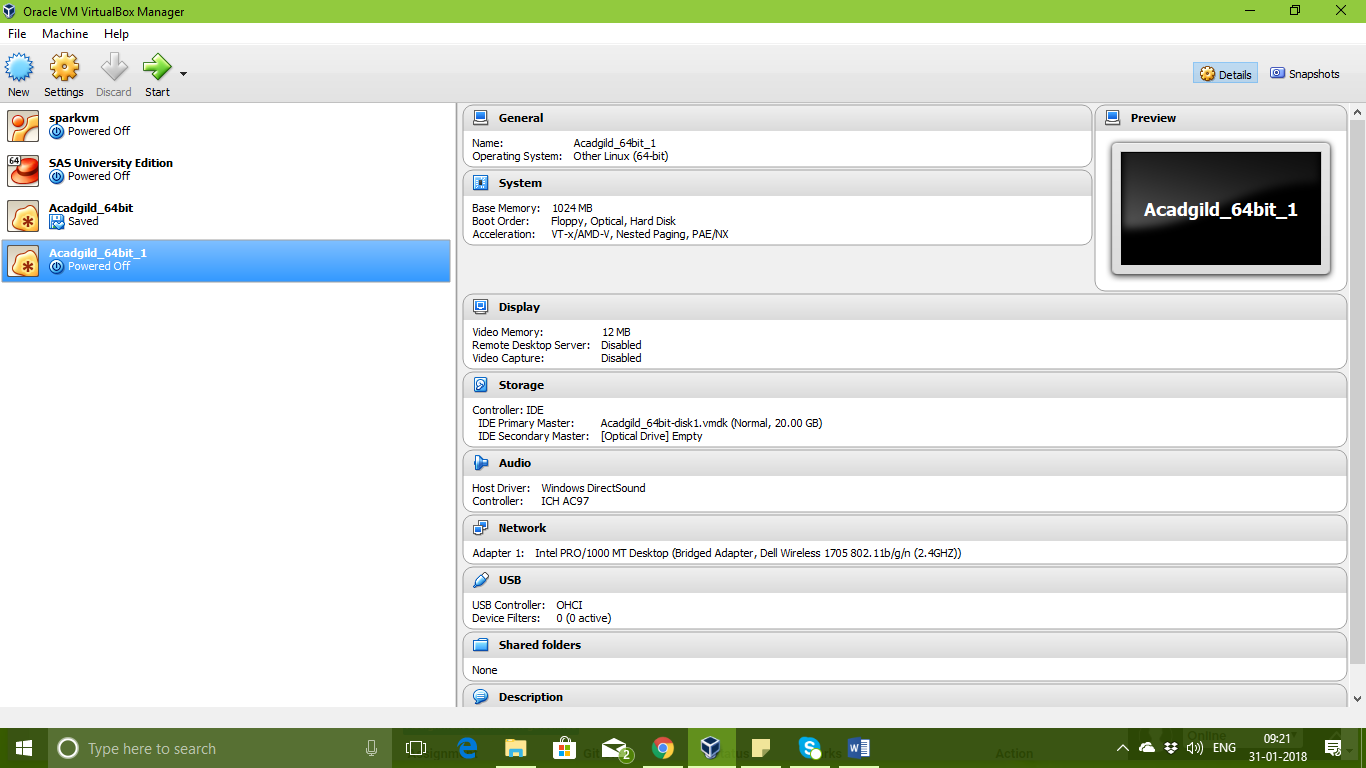 Oracle VM VirtualBox Manager
File Machine Help
New Settings Discard Start
Details Snapshots
sparkvm
Powered Off
64
SAS University Edition
Powered Off
Acadgild_64bit
Saved
Acadgild_64bit_1
Powered Off
General
Name: Acadgild_64bit_1
Operating System: Other Linux (64-bit)
System
Base Memory: 1024 MB
Boot Order: Floppy, Optical, Hard Disk
Acceleration: VT-x/AMD-V, Nested Paging, PAE/NX
Preview
Acadgild_64bit_1
Display
Video Memory: 12 MB
Remote Desktop Server: Disabled
Video Capture: Disabled
Storage
Controller: IDE
IDE Primary Master: Acadgild_64bit-disk1.vmdk (Normal, 20.00 GB)
IDE Secondary Master: [Optical Drive] Empty
Audio
Host Driver: Windows DirectSound
Controller: ICH AC97
Network
Adapter 1: Intel PRO/1000 MT Desktop (Bridged Adapter, Dell Wireless 1705 802.11b/g/n (2.4GHZ))
USB
USB Controller: OHCI
Device Filters: 0 (0 active)
Shared folders
None
Description
Type here to search
2
Online
Action
ENG
09:21
31-01-2018